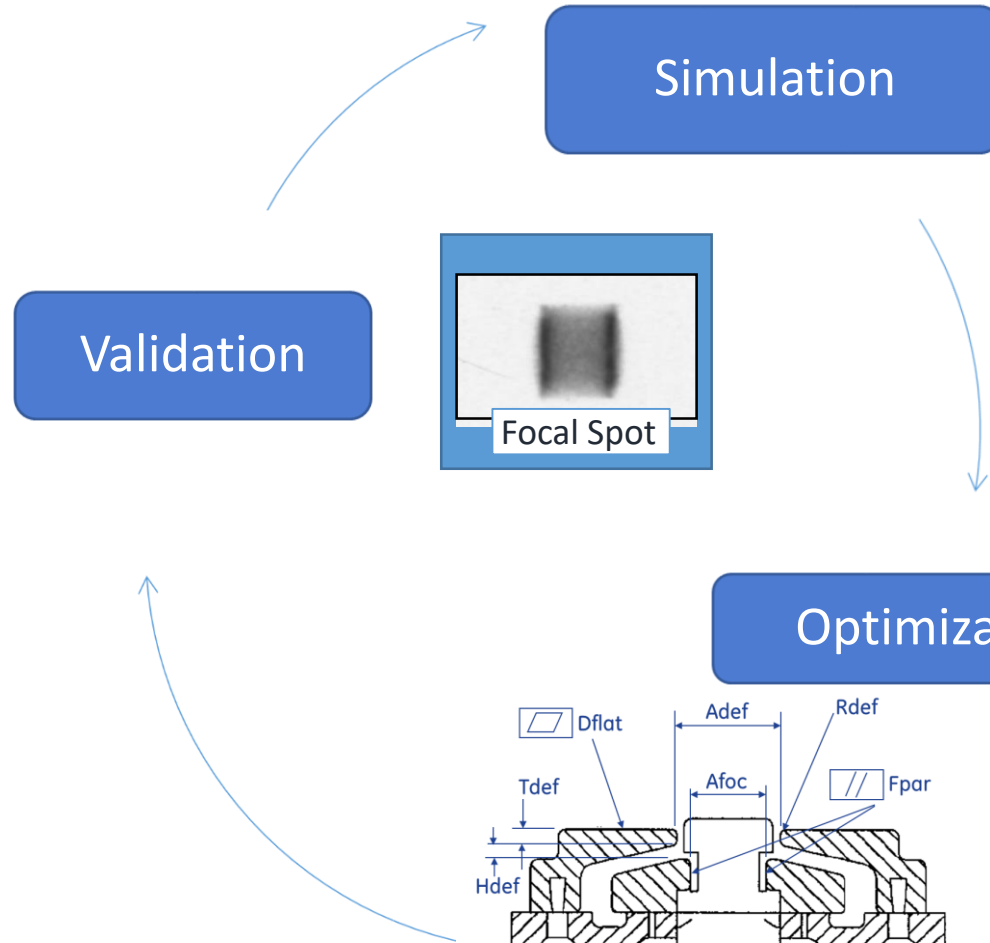 Simulation
Validation
Focal Spot
Optimiza
Adef
Rdef
Dflat
Afoc
Tdef
Fpar
Hdef